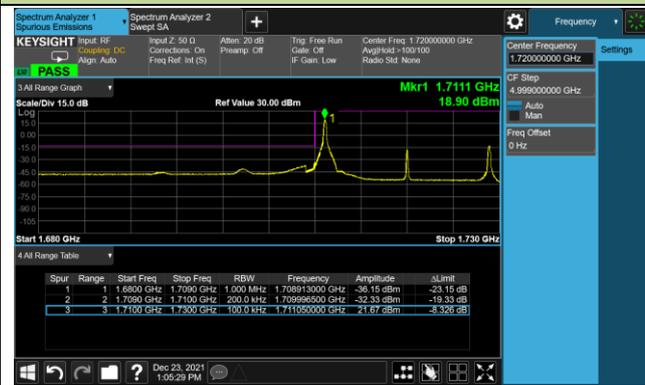 Spectrum Analyzer 1
Spurious Emissions
Spectrum Analyzer 2
Swept SA
Frequency
KEYSIGHT
Input: RF
Coupling: DC
Align: Auto
Input Z: 50 Ω
Corrections: On
Freq Ref: Int (S)
Atten: 20 dB
Preamp: Off
Trig: Free Run
Gate: Off
IF Gain: Low
Center Freq: 1.720000000 GHz
Avg|Hold:>100/100
Radio Std: None
PASS
Center Frequency
1.720000000 GHz
Settings
CF Step
4.999000000 GHz
Auto
Man
Freq Offset
0 Hz
3 All Range Graph
Mkr1 1.7111 GHz
Scale/Div 15.0 dB
Ref Value 30.00 dBm
18.90 dBm
Log
1
15.0
0.00
-15.0
-30.0
-45.0
-60.0
-75.0
-90.0
-105
Start 1.680 GHz
Stop 1.730 GHz
4 All Range Table
Spur Range Start Freq Stop Freq RBW Frequency Amplitude ΔLimit
1 1 1.6800 GHz 1.7090 GHz 1.000 MHz 1.708913000 GHz -36.15 dBm -23.15 dB
2 2 1.7090 GHz 1.7100 GHz 200.0 kHz 1.709996500 GHz -32.33 dBm -19.33 dB
3 3 1.7100 GHz 1.7300 GHz 100.0 kHz 1.711050000 GHz 21.67 dBm -8.326 dB
Dec 23, 2021
1:05:29 PM